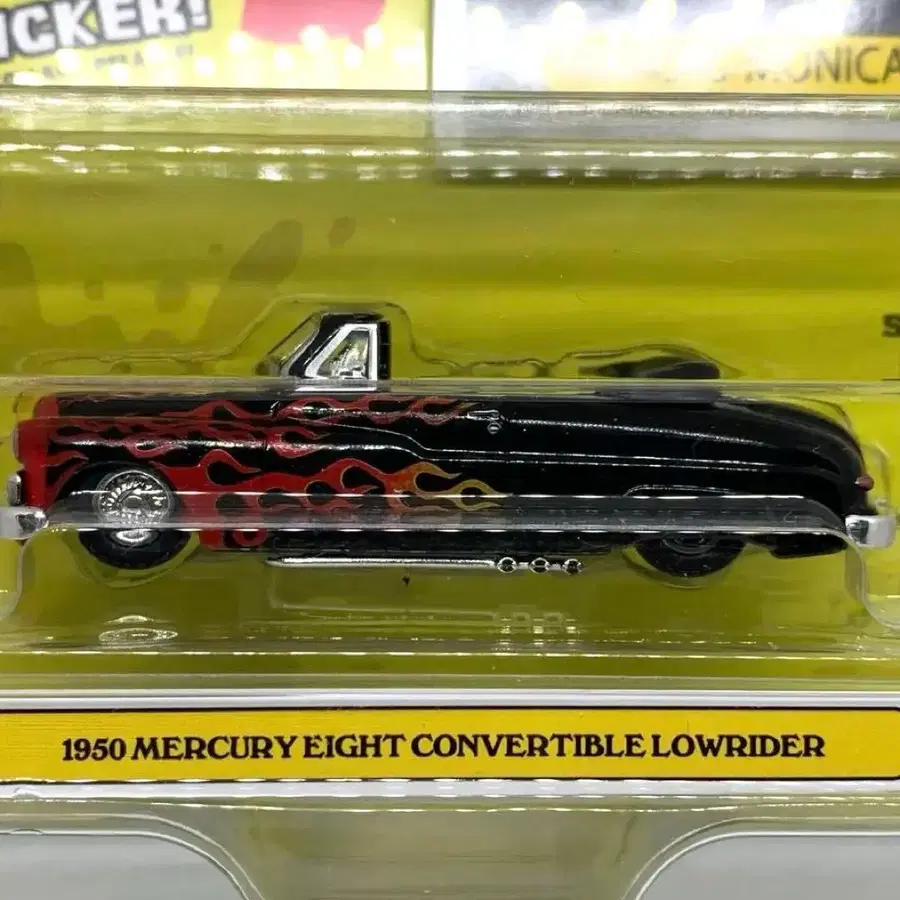 ICKER!
MONICA
1950 MERCURY EIGHT CONVERTIBLE LOWRIDER